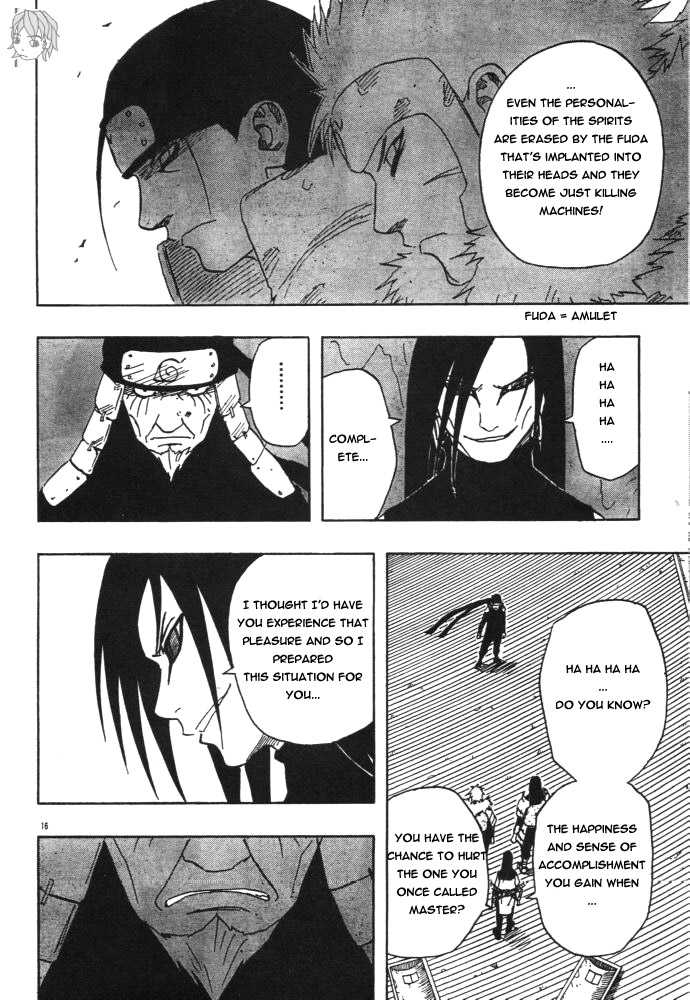 ...
EVEN THE PERSONAL-
ITIES OF THE SPIRITS
ARE ERASED BY THE FUDA
THAT'S IMPLANTED INTO
THEIR HEADS AND THEY
BECOME JUST KILLING
MACHINES!
FUDA = AMULET
HA
HA
HA
HA
....
COMPL-
ETE...
........
HA HA HA HA
...
DO YOU KNOW?
THE HAPPINESS
AND SENSE OF
ACCOMPLISHMENT
YOU GAIN WHEN
...
YOU HAVE THE
CHANCE TO HURT
THE ONE YOU
ONCE CALLED
MASTER?
I THOUGHT I'D HAVE
YOU EXPERIENCE THAT
PLEASURE AND SO I
PREPARED
THIS SITUATION FOR
YOU...
16